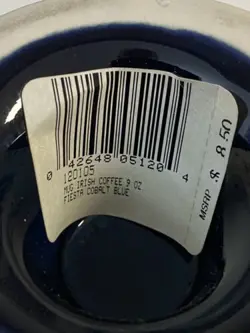 0 42648 05120 4
120105
MUG IRISH COFFEE 9 OZ
FIESTA COBALT BLUE
MSRP $ 8.50